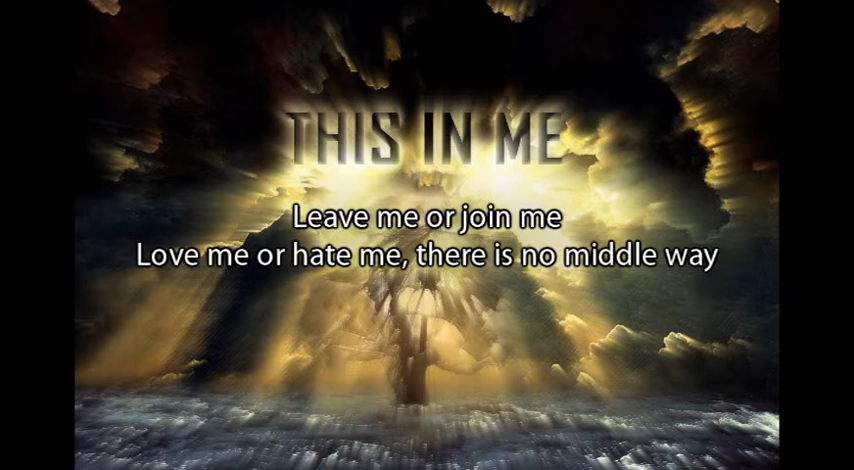 THIS IN ME
Leave me or join me
Love me or hate me, there is no middle way